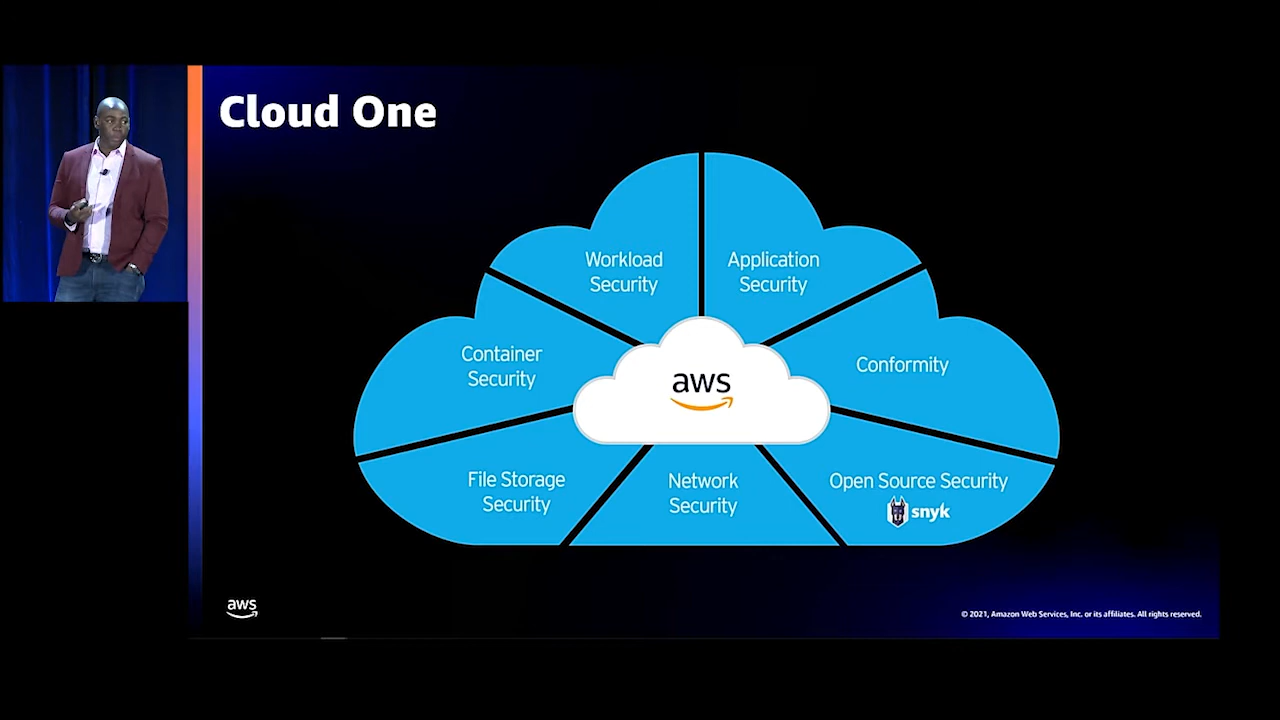 Cloud One
Workload
Security
Application
Security
Container
Security
aws
Conformity
File Storage
Security
Network
Security
Open Source Security
snyk
aws
© 2021, Amazon Web Services, Inc. or its affiliates. All rights reserved.